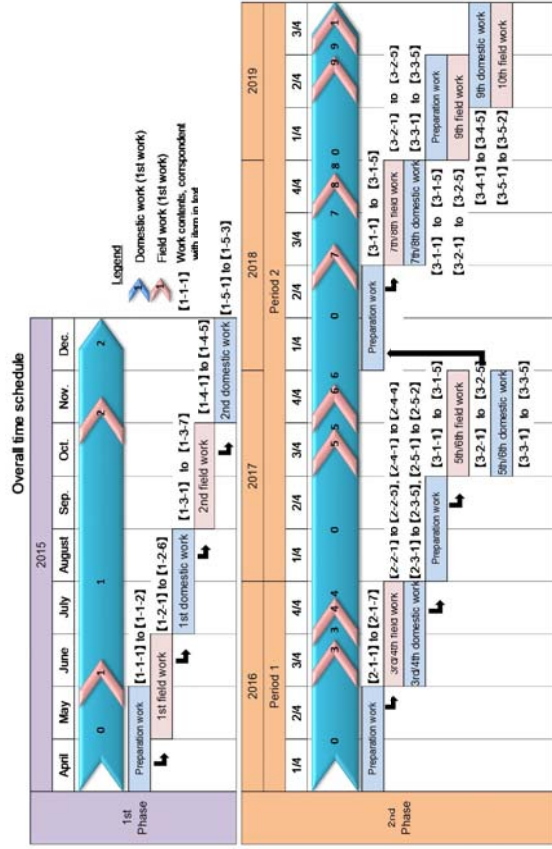 Overall time schedule
2015
April May June July August Sep. Oct. Nov. Dec.
1st Phase
0 1 1 2 2
Preparation work
[1-1-1] to [1-1-2]
1st field work
[1-2-1] to [1-2-6]
1st domestic work
[1-3-1] to [1-3-7]
2nd field work
[1-4-1] to [1-4-5]
2nd domestic work
[1-5-1] to [1-5-3]
Legend
1 Domestic work (1st work)
1 Field work (1st work)
[1-1-1] Work contents, correspondent
with item in text
2016 2017 2018 2019
Period 1 Period 2
1/4 2/4 3/4 4/4 1/4 2/4 3/4 4/4 1/4 2/4 3/4 4/4 1/4 2/4 3/4
2nd
Phase
0 3 3 4 4 0 5 5 6 6 0 7 7 8 8 0 9 9 1
Preparation work
[2-1-1] to [2-1-7]
3rd/4th field work
3rd/4th domestic work
[2-2-1] to [2-2-5], [2-4-1] to [2-4-4]
[2-3-1] to [2-3-5], [2-5-1] to [2-5-2]
Preparation work
[3-1-1] to [3-1-5]
5th/6th field work
[3-2-1] to [3-2-5]
5th/6th domestic work
[3-3-1] to [3-3-5]
Preparation work
[3-1-1] to [3-1-5]
7th/8th field work
7th/8th domestic work
[3-2-1] to [3-2-5]
[3-3-1] to [3-3-5]
[3-1-1] to [3-1-5]
[3-2-1] to [3-2-5]
Preparation work
9th field work
[3-4-1] to [3-4-5]
[3-5-1] to [3-5-2]
9th domestic work
10th field work